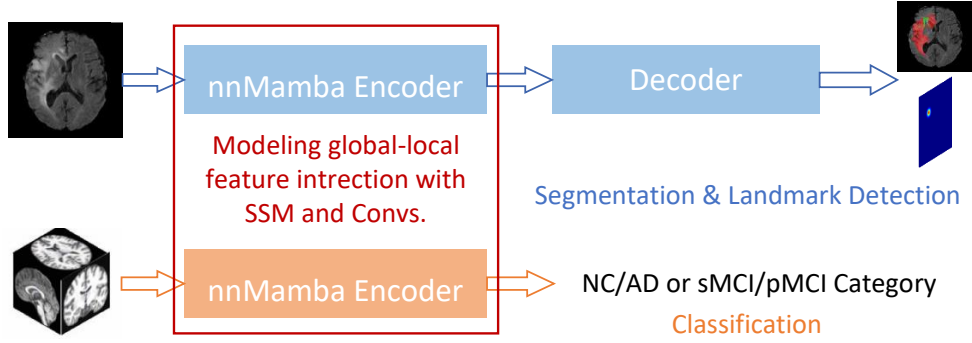 nnMamba Encoder
Decoder
Modeling global-local
feature intrection with
SSM and Convs.
Segmentation & Landmark Detection
nnMamba Encoder
NC/AD or sMCI/pMCI Category
Classification